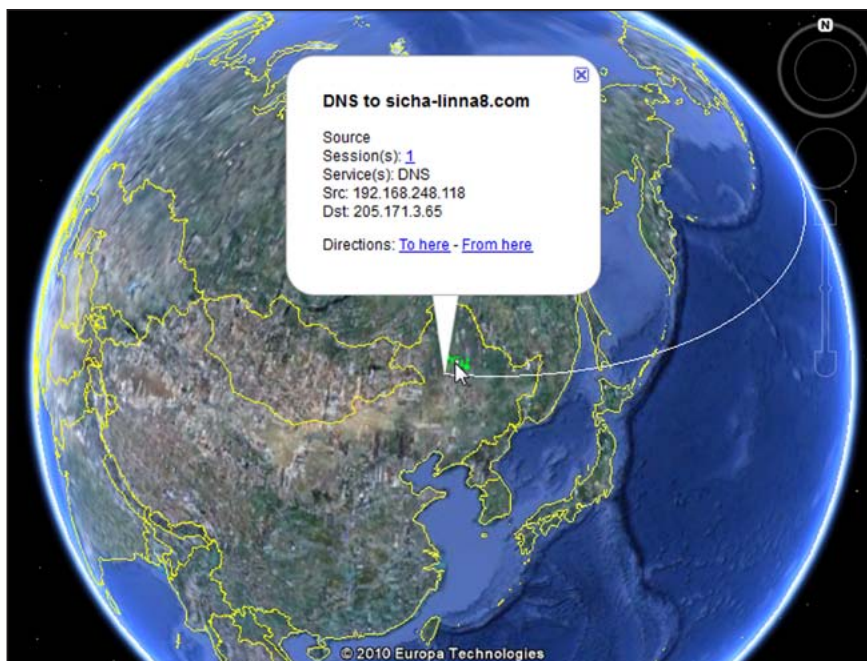 N
DNS to sicha-linna8.com
Source
Session(s): 1
Service(s): DNS
Src: 192.168.248.118
Dst: 205.171.3.65
Directions: To here - From here
© 2010 Europa Technologies